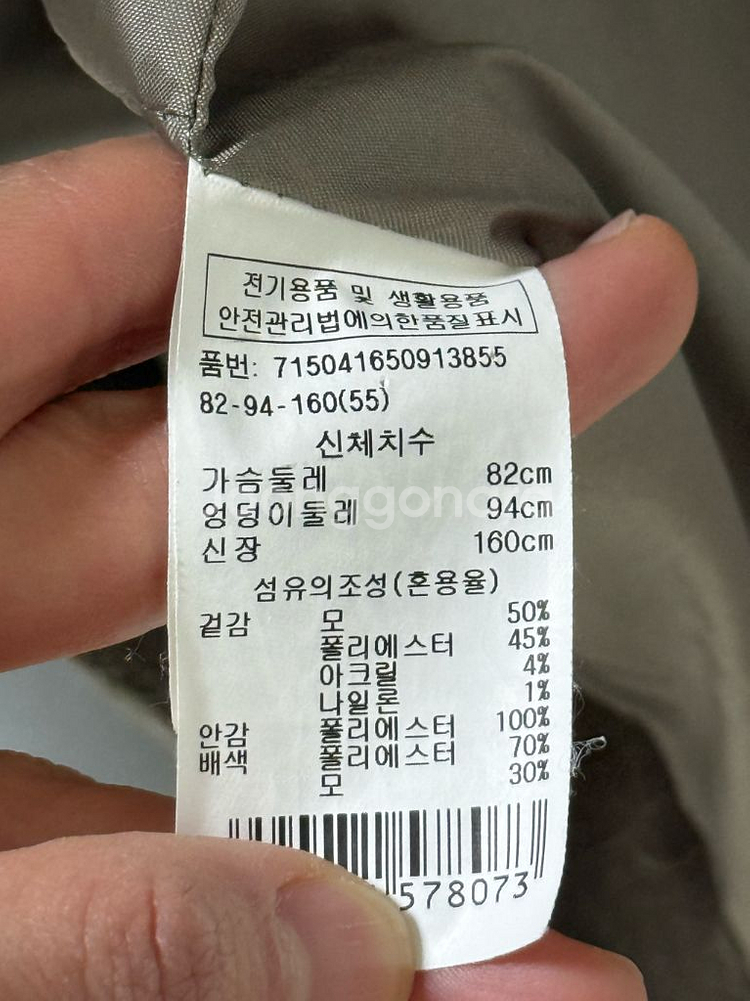 전기용품 및 생활용품
안전관리법에의한품질표시
품번: 715041650913855
82-94-160(55)
신체치수
가슴둘레 82cm
엉덩이둘레 94cm
신장 160cm
섬유의조성(혼용율)
겉감 모 50%
폴리에스터 45%
아크릴 4%
나일론 1%
안감 폴리에스터 100%
배색 폴리에스터 70%
모 30%
578073